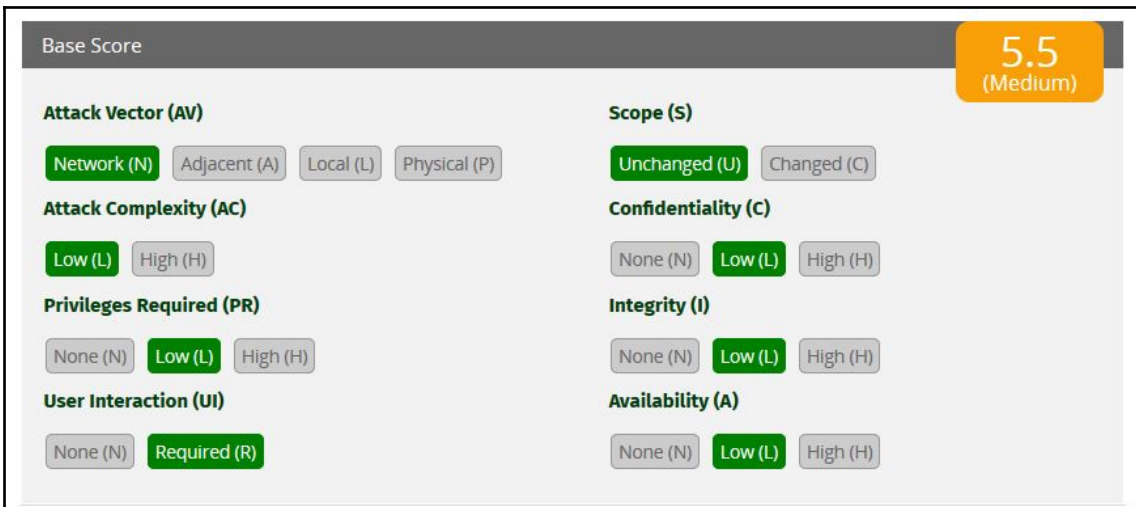 Base Score
5.5
(Medium)
Attack Vector (AV)
Network (N) Adjacent (A) Local (L) Physical (P)
Attack Complexity (AC)
Low (L) High (H)
Privileges Required (PR)
None (N) Low (L) High (H)
User Interaction (UI)
None (N) Required (R)
Scope (S)
Unchanged (U) Changed (C)
Confidentiality (C)
None (N) Low (L) High (H)
Integrity (I)
None (N) Low (L) High (H)
Availability (A)
None (N) Low (L) High (H)